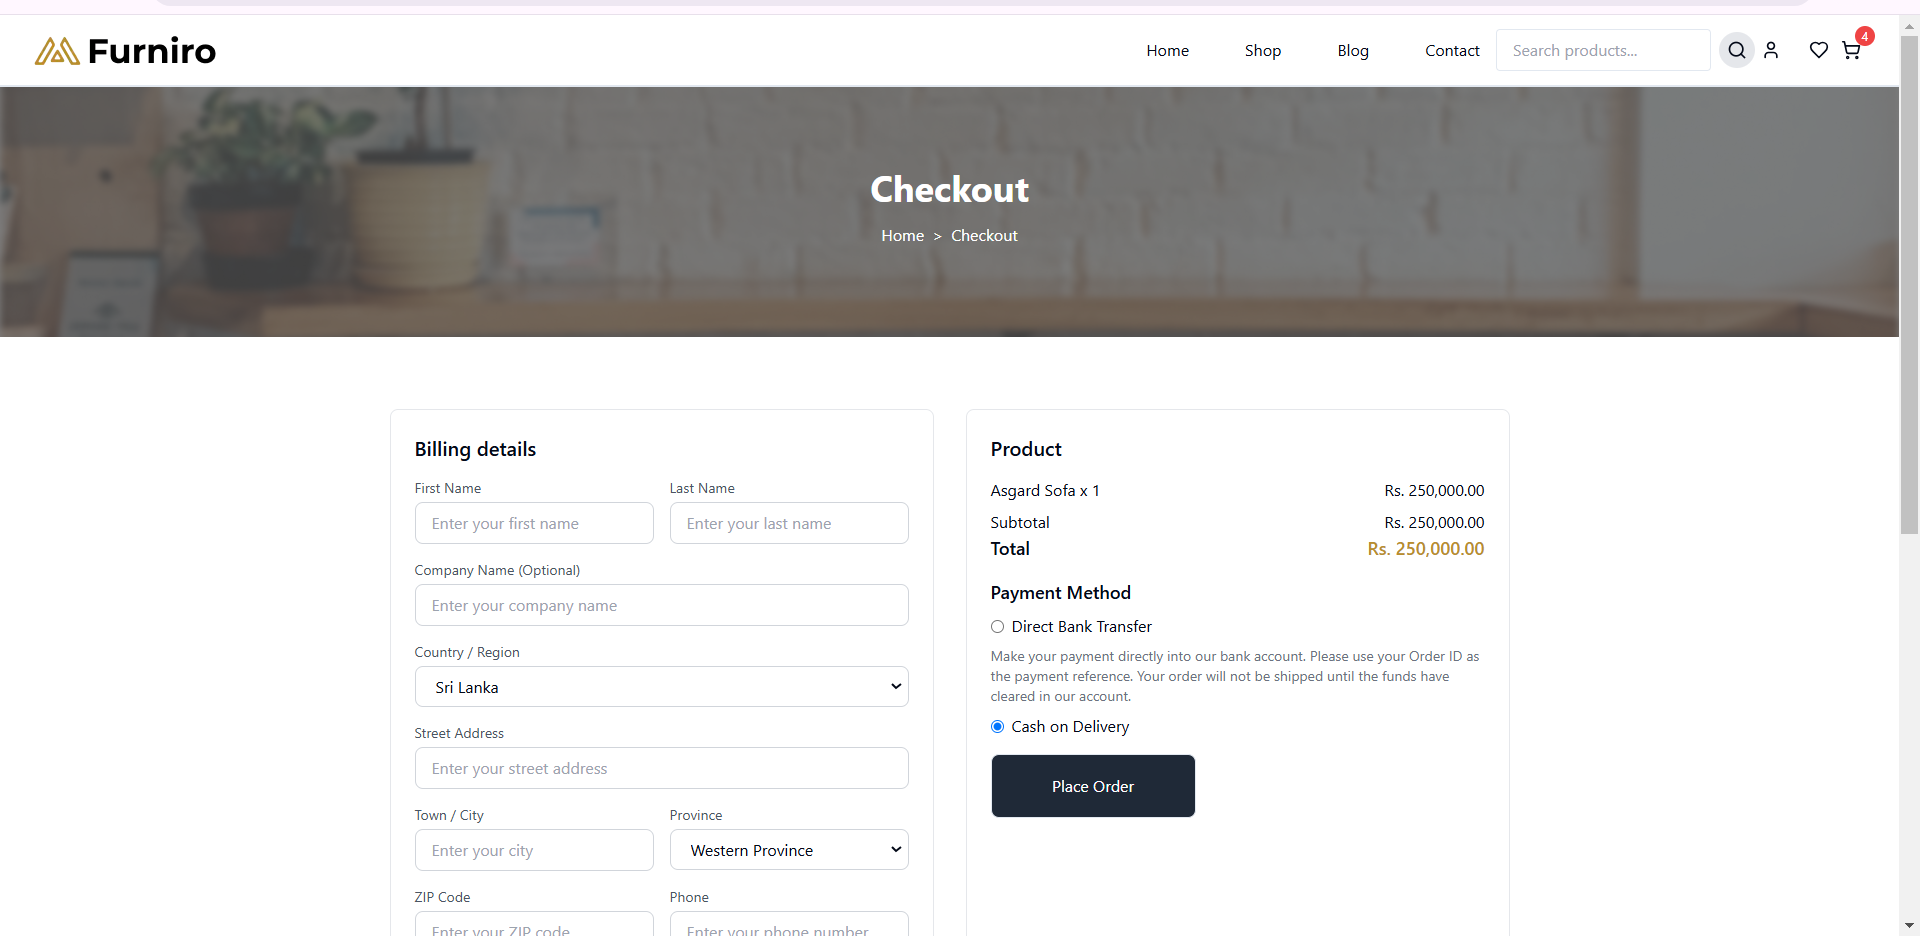 Furniro
Home Shop Blog Contact Search products... 4
Checkout
Home > Checkout
Billing details
First Name Last Name
Enter your first name Enter your last name
Company Name (Optional)
Enter your company name
Country / Region
Sri Lanka
Street Address
Enter your street address
Town / City Province
Enter your city Western Province
ZIP Code Phone
Enter your ZIP code Enter your phone number
Product
Asgard Sofa x 1 Rs. 250,000.00
Subtotal Rs. 250,000.00
Total Rs. 250,000.00
Payment Method
Direct Bank Transfer
Make your payment directly into our bank account. Please use your Order ID as
the payment reference. Your order will not be shipped until the funds have
cleared in our account.
Cash on Delivery
Place Order